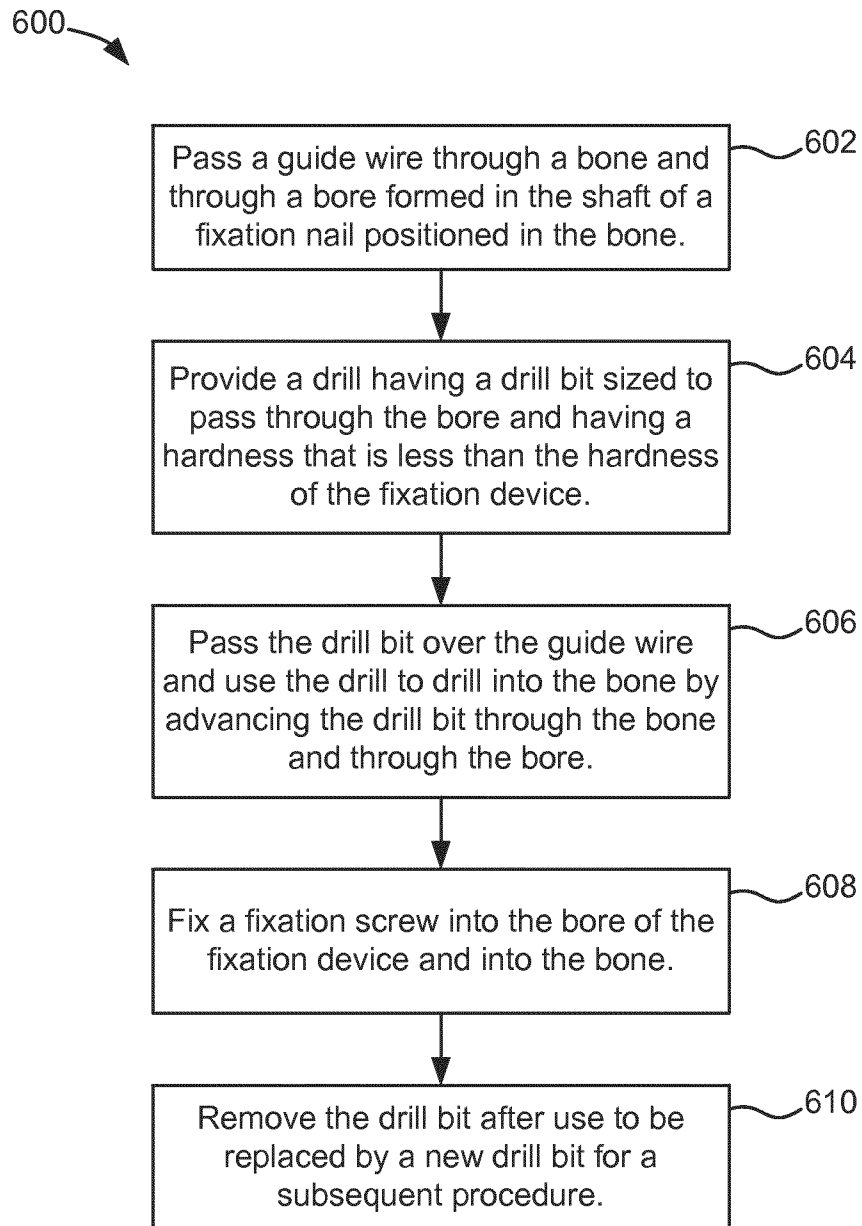 600
602
Pass a guide wire through a bone and
through a bore formed in the shaft of a
fixation nail positioned in the bone.
604
Provide a drill having a drill bit sized to
pass through the bore and having a
hardness that is less than the hardness
of the fixation device.
606
Pass the drill bit over the guide wire
and use the drill to drill into the bone by
advancing the drill bit through the bone
and through the bore.
608
Fix a fixation screw into the bore of the
fixation device and into the bone.
610
Remove the drill bit after use to be
replaced by a new drill bit for a
subsequent procedure.